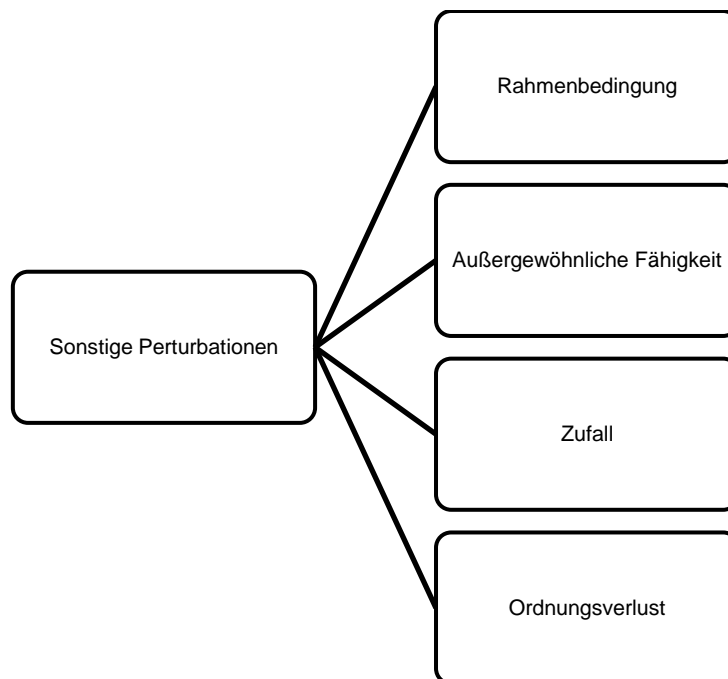 Rahmenbedingung
Außergewöhnliche Fähigkeit
Sonstige Perturbationen
Zufall
Ordnungsverlust